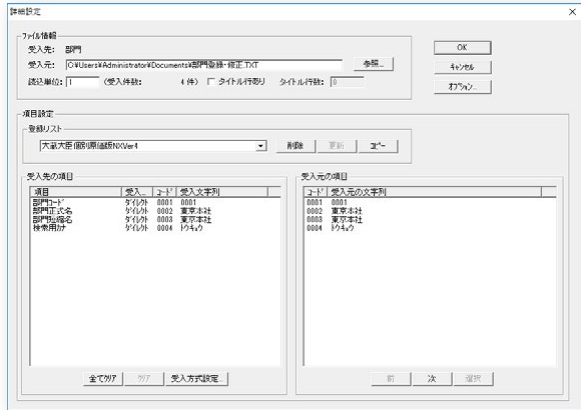 詳細設定
ファイル情報
受入先: 部門
受入元: C:¥Users¥Administrator¥Documents¥部門登録-修正.TXT 参照...
読込単位: 1 (受入件数: 4 件) タイトル行あり タイトル行数: 0
OK
キャンセル
オプション...
項目設定
登録リスト
大蔵大臣個別原価版NXVer4 削除 更新 コピー
受入先の項目
項目 受入... コード 受入文字列
部門コード ダイレクト 0001 0001
部門正式名 ダイレクト 0002 東京本社
部門短縮名 ダイレクト 0003 東京本社
検索用カナ ダイレクト 0004 トウキョウ
全てクリア クリア 受入方式設定...
受入元の項目
コード 受入元の文字列
0001 0001
0002 東京本社
0003 東京本社
0004 トウキョウ
前 次 選択